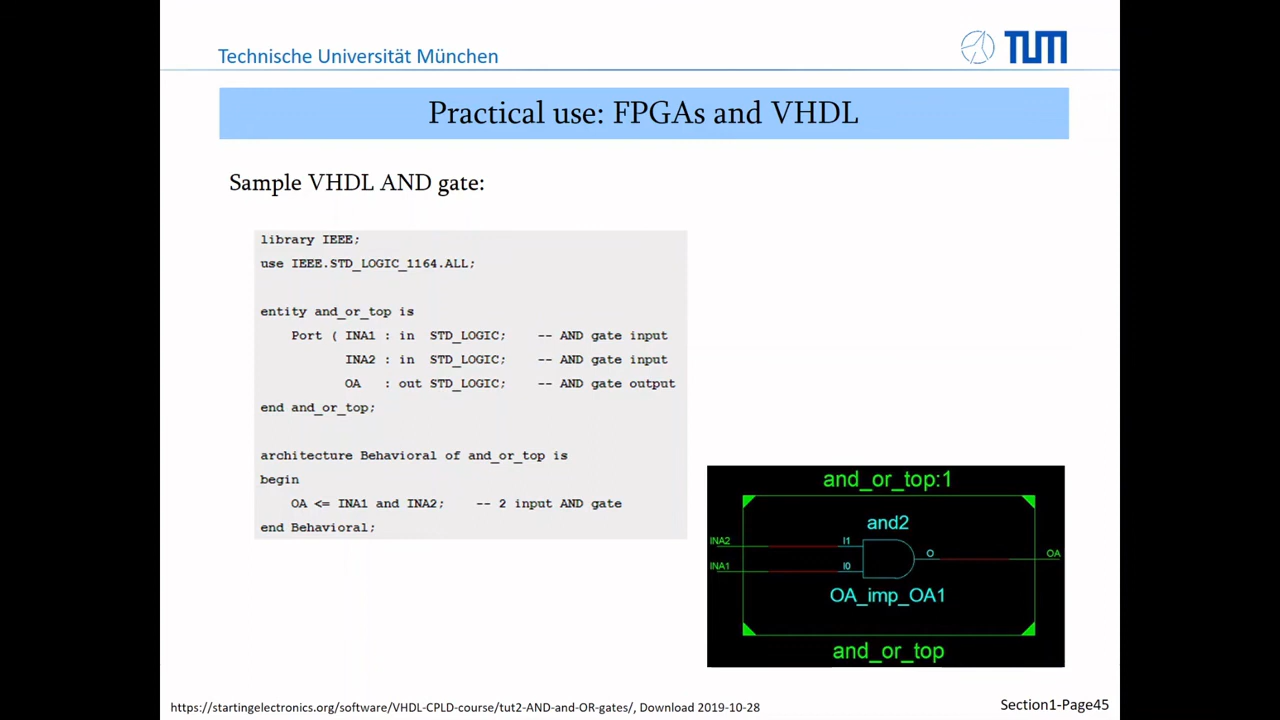 Technische Universität München
TUM
Practical use: FPGAs and VHDL
Sample VHDL AND gate:
library IEEE;
use IEEE.STD_LOGIC_1164.ALL;
entity and_or_top is
Port ( INA1 : in STD_LOGIC; -- AND gate input
INA2 : in STD_LOGIC; -- AND gate input
OA : out STD_LOGIC; -- AND gate output
end and_or_top;
architecture Behavioral of and_or_top is
begin
OA <= INA1 and INA2; -- 2 input AND gate
end Behavioral;
and_or_top:1
and2
INA2
I1
O
OA
INA1
I0
OA_imp_OA1
and_or_top
https://startingelectronics.org/software/VHDL-CPLD-course/tut2-AND-and-OR-gates/, Download 2019-10-28
Section1-Page45